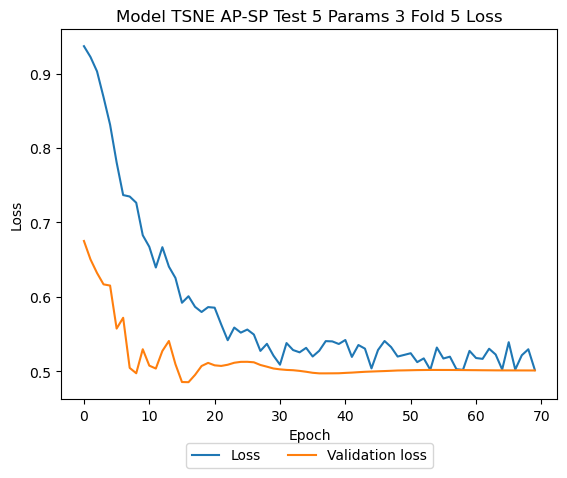 Model TSNE AP-SP Test 5 Params 3 Fold 5 Loss
0.9
0.8
0.7
0.6
0.5
Loss
0 10 20 30 40 50 60 70
Epoch
Loss Validation loss